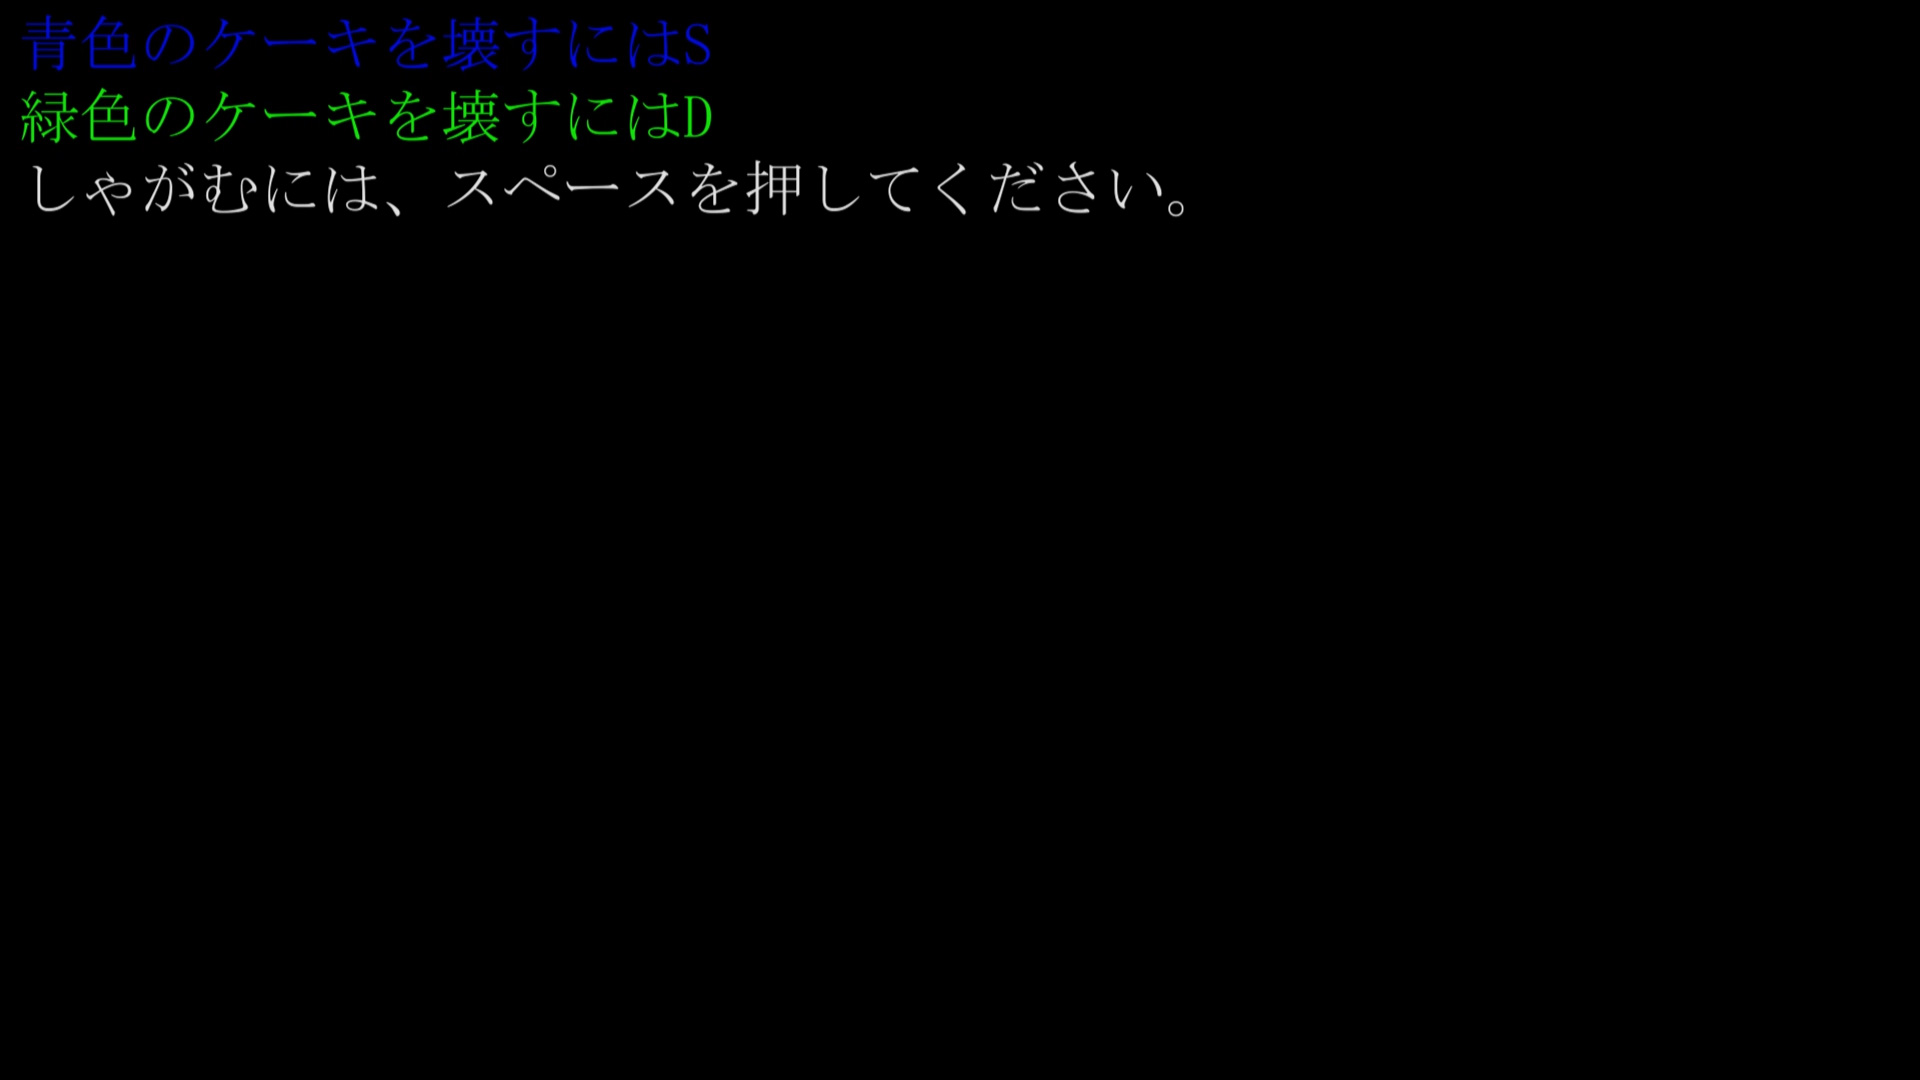 青色のケーキを壊すにはS
緑色のケーキを壊すにはD
しゃがむには、スペースを押してください。